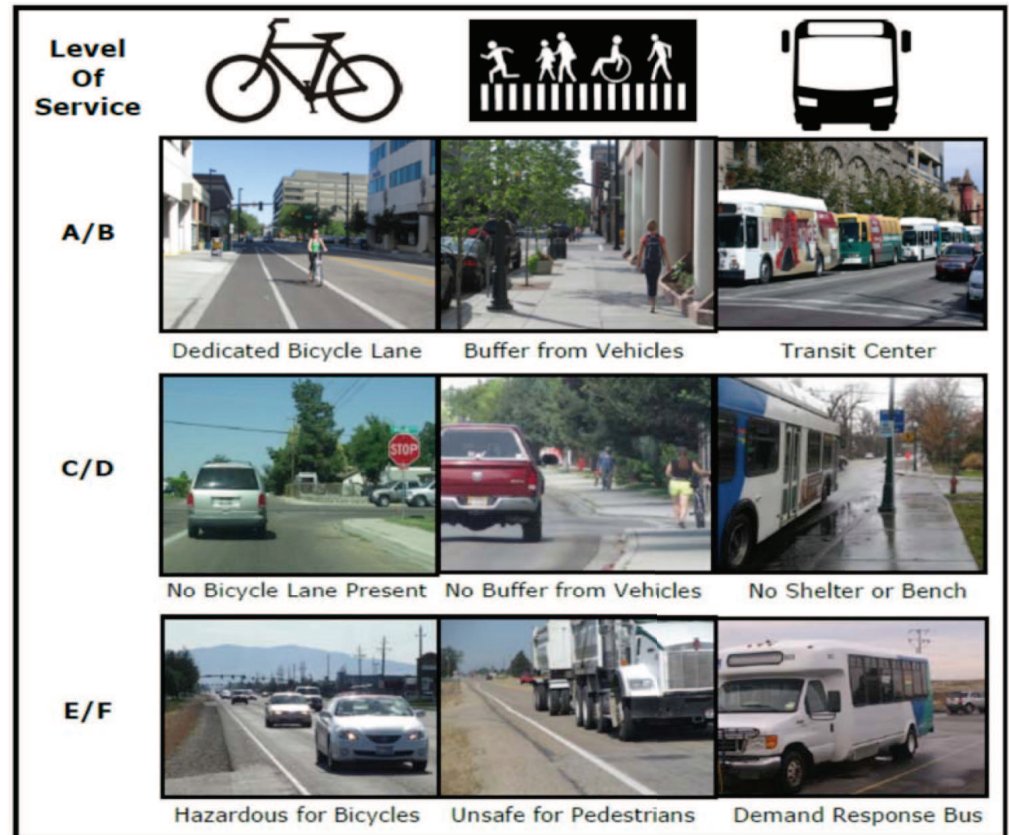 Level
Of
Service
A/B
Dedicated Bicycle Lane
Buffer from Vehicles
Transit Center
C/D
STOP
No Bicycle Lane Present
No Buffer from Vehicles
No Shelter or Bench
E/F
Hazardous for Bicycles
Unsafe for Pedestrians
Demand Response Bus